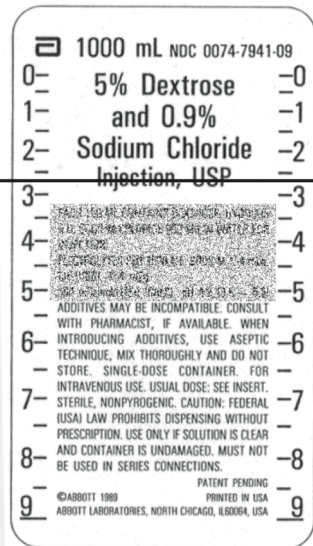 1000 mL NDC 0074-7941-09
5% Dextrose
and 0.9%
Sodium Chloride
Injection, USP
0 0
1 1
2 2
3 3
4 4
5 5
6 6
7 7
8 8
9 9
ADDITIVES MAY BE INCOMPATIBLE. CONSULT
WITH PHARMACIST, IF AVAILABLE. WHEN
INTRODUCING ADDITIVES, USE ASEPTIC
TECHNIQUE, MIX THOROUGHLY AND DO NOT
STORE. SINGLE-DOSE CONTAINER. FOR
INTRAVENOUS USE. USUAL DOSE: SEE INSERT.
STERILE, NONPYROGENIC. CAUTION: FEDERAL
(USA) LAW PROHIBITS DISPENSING WITHOUT
PRESCRIPTION. USE ONLY IF SOLUTION IS CLEAR
AND CONTAINER IS UNDAMAGED. MUST NOT
BE USED IN SERIES CONNECTIONS.
PATENT PENDING
©ABBOTT 1989 PRINTED IN USA
ABBOTT LABORATORIES, NORTH CHICAGO, IL60064, USA